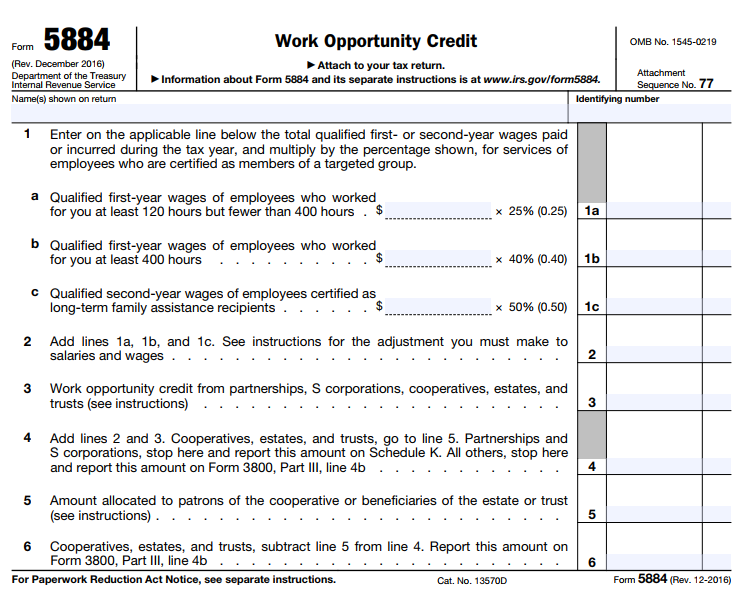 Form 5884
(Rev. December 2016)
Department of the Treasury
Internal Revenue Service
Work Opportunity Credit
▶ Attach to your tax return.
▶ Information about Form 5884 and its separate instructions is at www.irs.gov/form5884.
OMB No. 1545-0219
Attachment
Sequence No. 77
Name(s) shown on return
Identifying number
1 Enter on the applicable line below the total qualified first- or second-year wages paid
or incurred during the tax year, and multiply by the percentage shown, for services of
employees who are certified as members of a targeted group.
a Qualified first-year wages of employees who worked
for you at least 120 hours but fewer than 400 hours . $ × 25% (0.25) 1a
b Qualified first-year wages of employees who worked
for you at least 400 hours . . . . . . . . . . $ × 40% (0.40) 1b
c Qualified second-year wages of employees certified as
long-term family assistance recipients . . . . . . $ × 50% (0.50) 1c
2 Add lines 1a, 1b, and 1c. See instructions for the adjustment you must make to
salaries and wages . . . . . . . . . . . . . . . . . . . . . . . . . 2
3 Work opportunity credit from partnerships, S corporations, cooperatives, estates, and
trusts (see instructions) . . . . . . . . . . . . . . . . . . . . . . . 3
4 Add lines 2 and 3. Cooperatives, estates, and trusts, go to line 5. Partnerships and
S corporations, stop here and report this amount on Schedule K. All others, stop here
and report this amount on Form 3800, Part III, line 4b . . . . . . . . . . . . 4
5 Amount allocated to patrons of the cooperative or beneficiaries of the estate or trust
(see instructions) . . . . . . . . . . . . . . . . . . . . . . . . . . 5
6 Cooperatives, estates, and trusts, subtract line 5 from line 4. Report this amount on
Form 3800, Part III, line 4b . . . . . . . . . . . . . . . . . . . . . . 6
For Paperwork Reduction Act Notice, see separate instructions.
Cat. No. 13570D
Form 5884 (Rev. 12-2016)